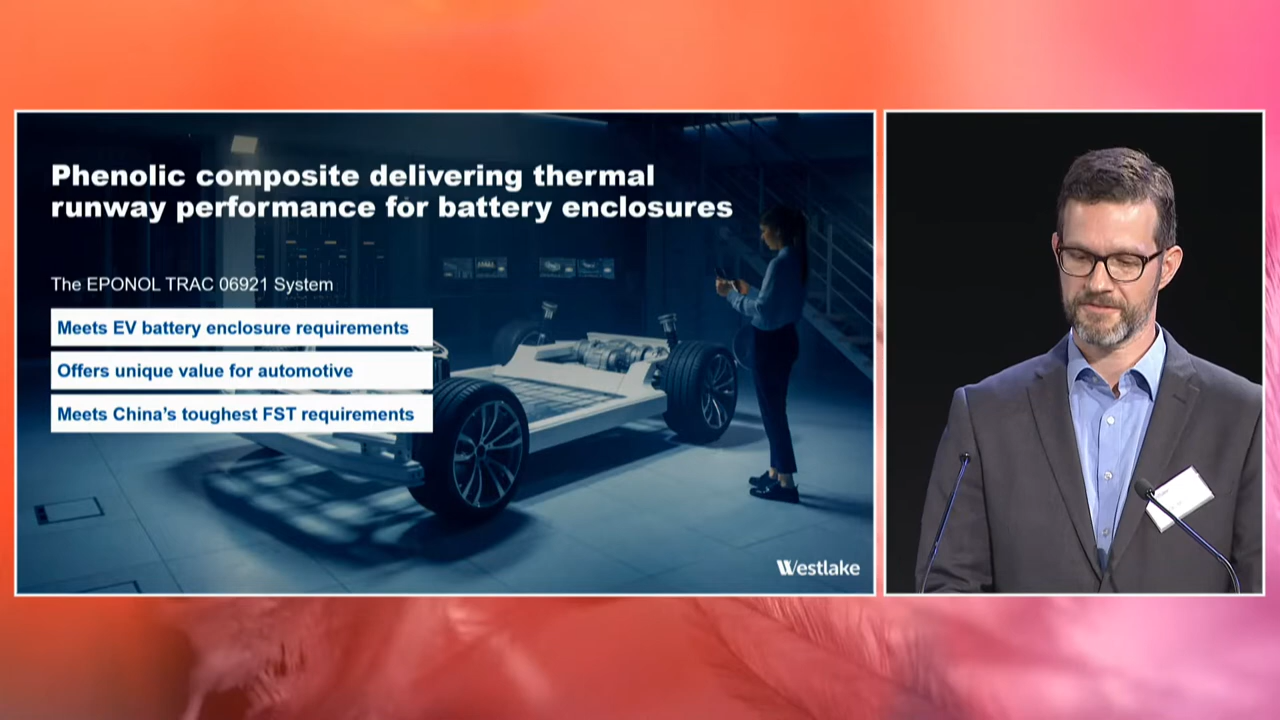 Phenolic composite delivering thermal
runway performance for battery enclosures
The EPONOL TRAC 06921 System
Meets EV battery enclosure requirements
Offers unique value for automotive
Meets China's toughest FST requirements
Westlake